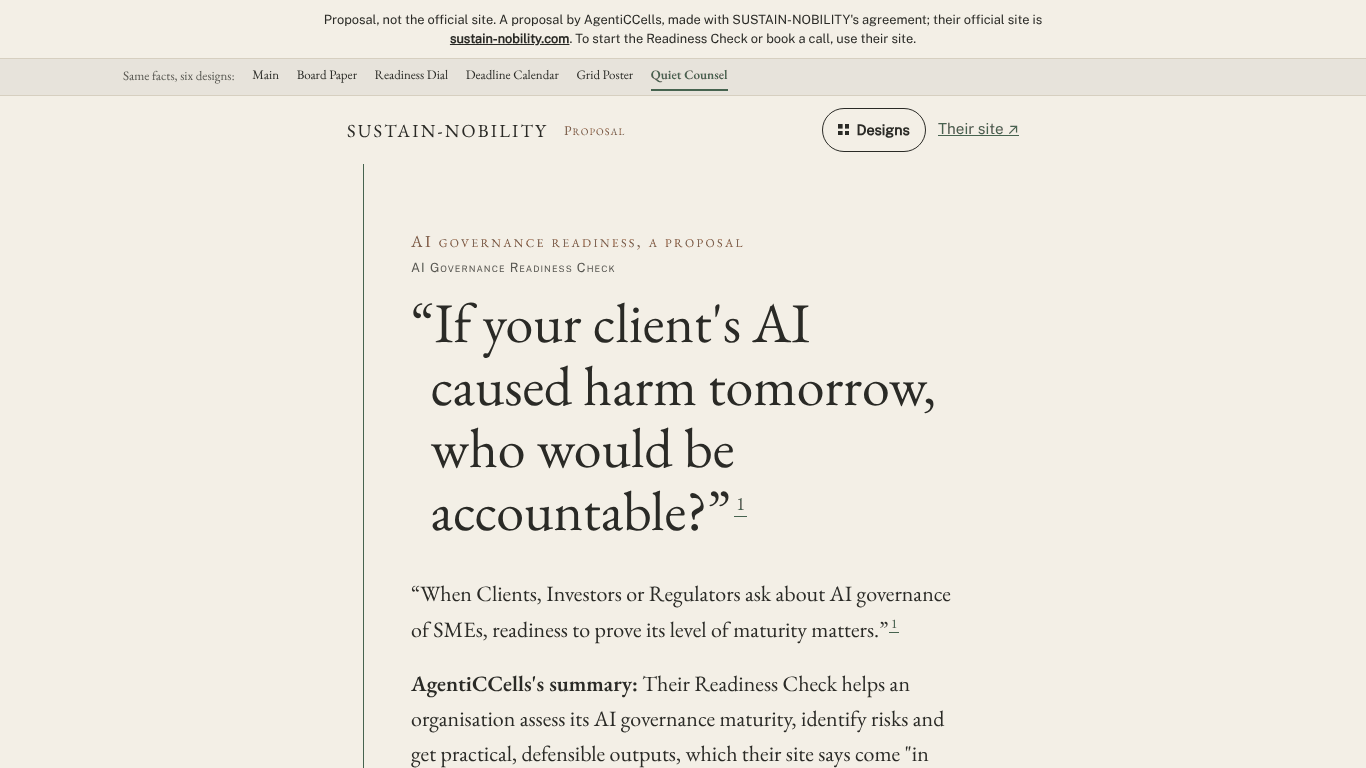 Proposal, not the official site. A proposal by AgentiCCells, made with SUSTAIN-NOBILITY's agreement; their official site is
sustain-nobility.com. To start the Readiness Check or book a call, use their site.
Same facts, six designs: Main Board Paper Readiness Dial Deadline Calendar Grid Poster Quiet Counsel
SUSTAIN-NOBILITY Proposal Designs Their site ↗
AI governance readiness, a proposal
AI Governance Readiness Check
“If your client's AI
caused harm tomorrow,
who would be
accountable?” 1
“When Clients, Investors or Regulators ask about AI governance
of SMEs, readiness to prove its level of maturity matters.” 1
AgentiCCells's summary: Their Readiness Check helps an
organisation assess its AI governance maturity, identify risks and
get practical, defensible outputs, which their site says come "in